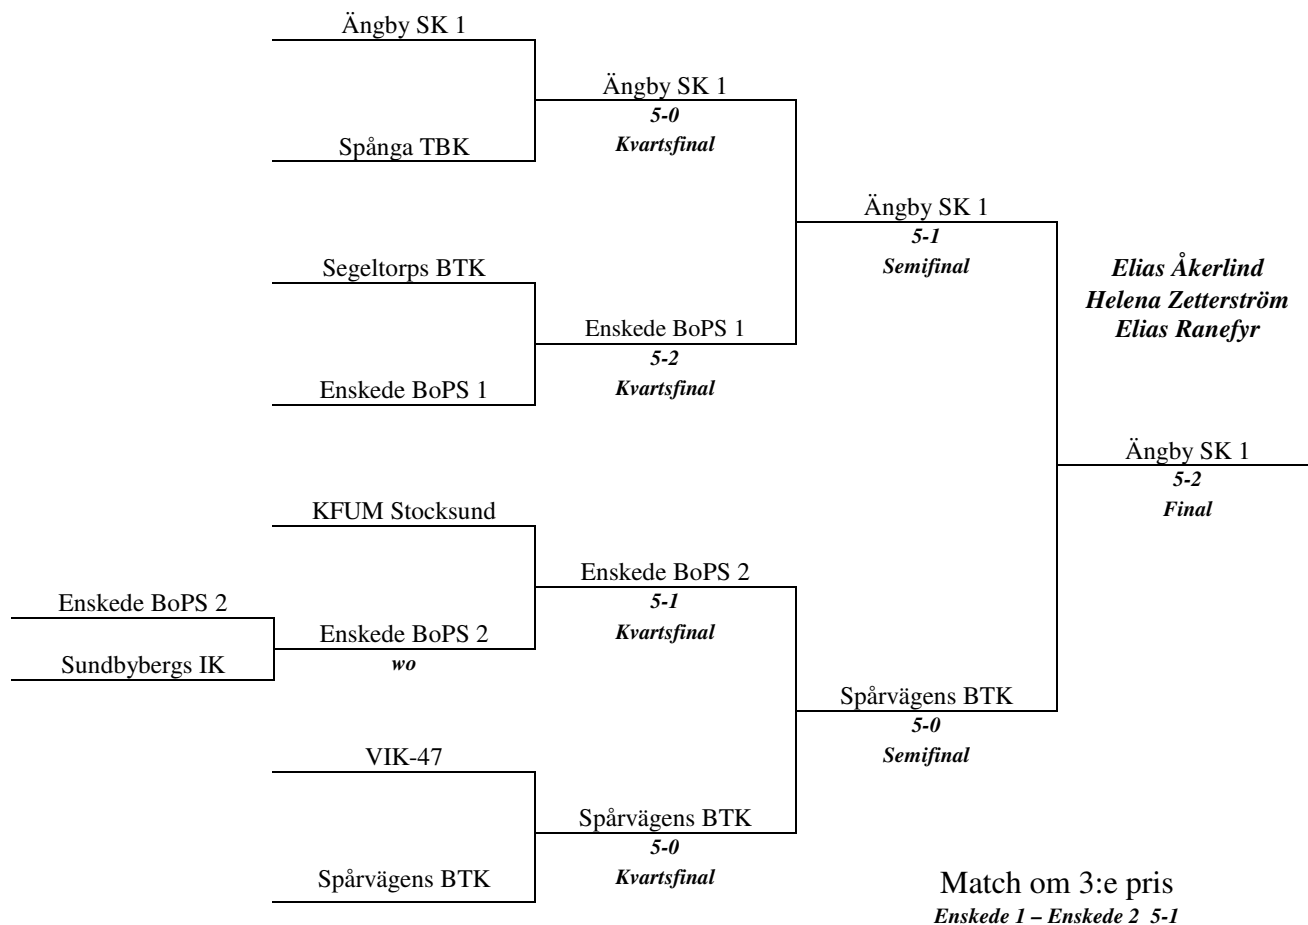 Ängby SK 1
Ängby SK 1
5-0
Kvartsfinal
Spånga TBK
Ängby SK 1
5-1
Semifinal
Segeltorps BTK
Enskede BoPS 1
5-2
Kvartsfinal
Enskede BoPS 1
Elias Åkerlind
Helena Zetterström
Elias Ranefyr
Ängby SK 1
5-2
Final
KFUM Stocksund
Enskede BoPS 2
5-1
Kvartsfinal
Enskede BoPS 2
Sundbybergs IK
Enskede BoPS 2
wo
Spårvägens BTK
5-0
Semifinal
VIK-47
Spårvägens BTK
5-0
Kvartsfinal
Spårvägens BTK
Match om 3:e pris
Enskede 1 – Enskede 2 5-1